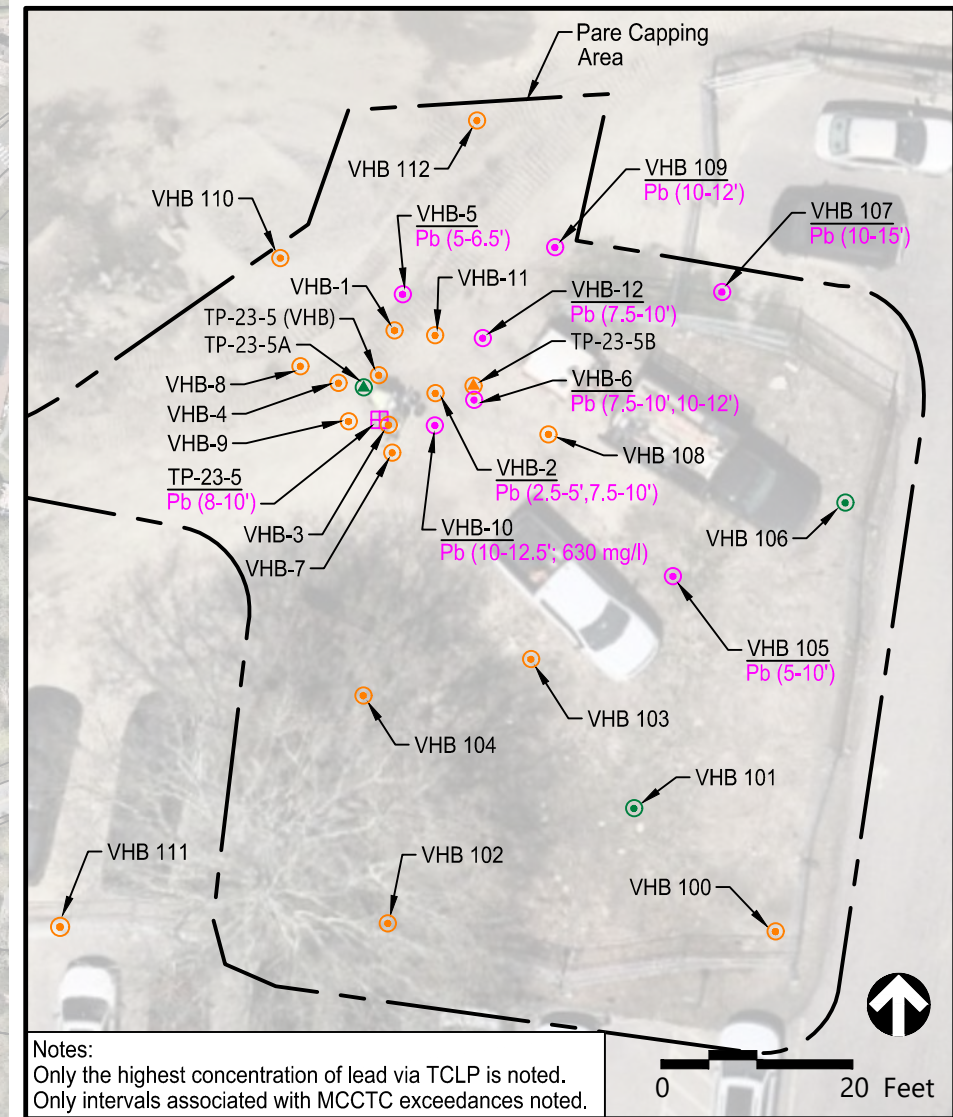 Pare Capping
Area
VHB 112
VHB 109
Pb (10-12')
VHB 110
VHB-5
Pb (5-6.5')
VHB 107
Pb (10-15')
VHB-1
VHB-11
VHB-12
Pb (7.5-10')
TP-23-5 (VHB)
TP-23-5A
TP-23-5B
VHB-8
VHB-6
Pb (7.5-10',10-12')
VHB-4
VHB-9
VHB 108
TP-23-5
Pb (8-10')
VHB-2
Pb (2.5-5',7.5-10')
VHB-3
VHB-10
Pb (10-12.5'; 630 mg/l)
VHB 106
VHB-7
VHB 105
Pb (5-10')
VHB 103
VHB 104
VHB 101
VHB 111
VHB 102
VHB 100
Notes:
Only the highest concentration of lead via TCLP is noted.
Only intervals associated with MCCTC exceedances noted.
0 20 Feet